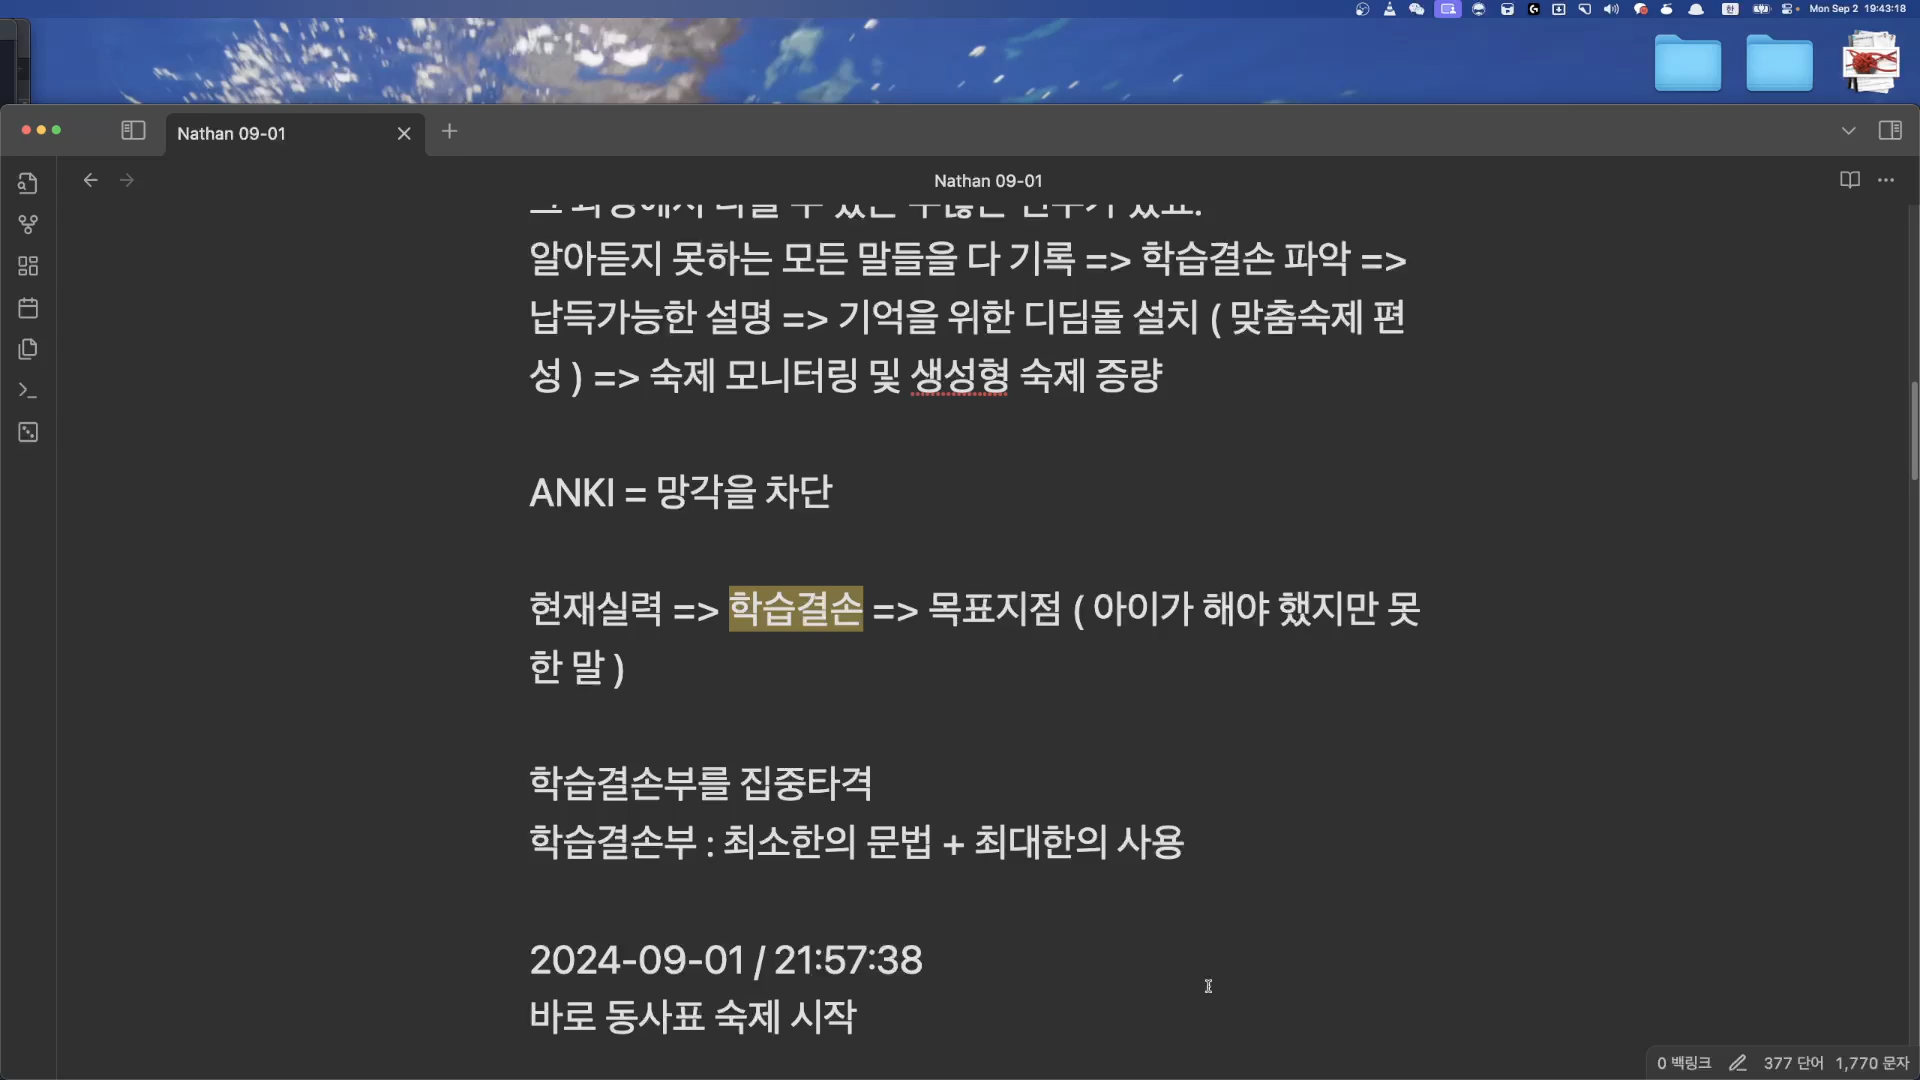 Mon Sep 2 19:43:18
Nathan 09-01
Nathan 09-01
알아듣지 못하는 모든 말들을 다 기록 => 학습결손 파악 =>
납득가능한 설명 => 기억을 위한 디딤돌 설치 ( 맞춤숙제 편
성 ) => 숙제 모니터링 및 생성형 숙제 증량
ANKI = 망각을 차단
현재실력 => 학습결손 => 목표지점 ( 아이가 해야 했지만 못
한 말 )
학습결손부를 집중타격
학습결손부 : 최소한의 문법 + 최대한의 사용
2024-09-01 / 21:57:38
바로 동사표 숙제 시작
0 백링크 377 단어 1,770 문자